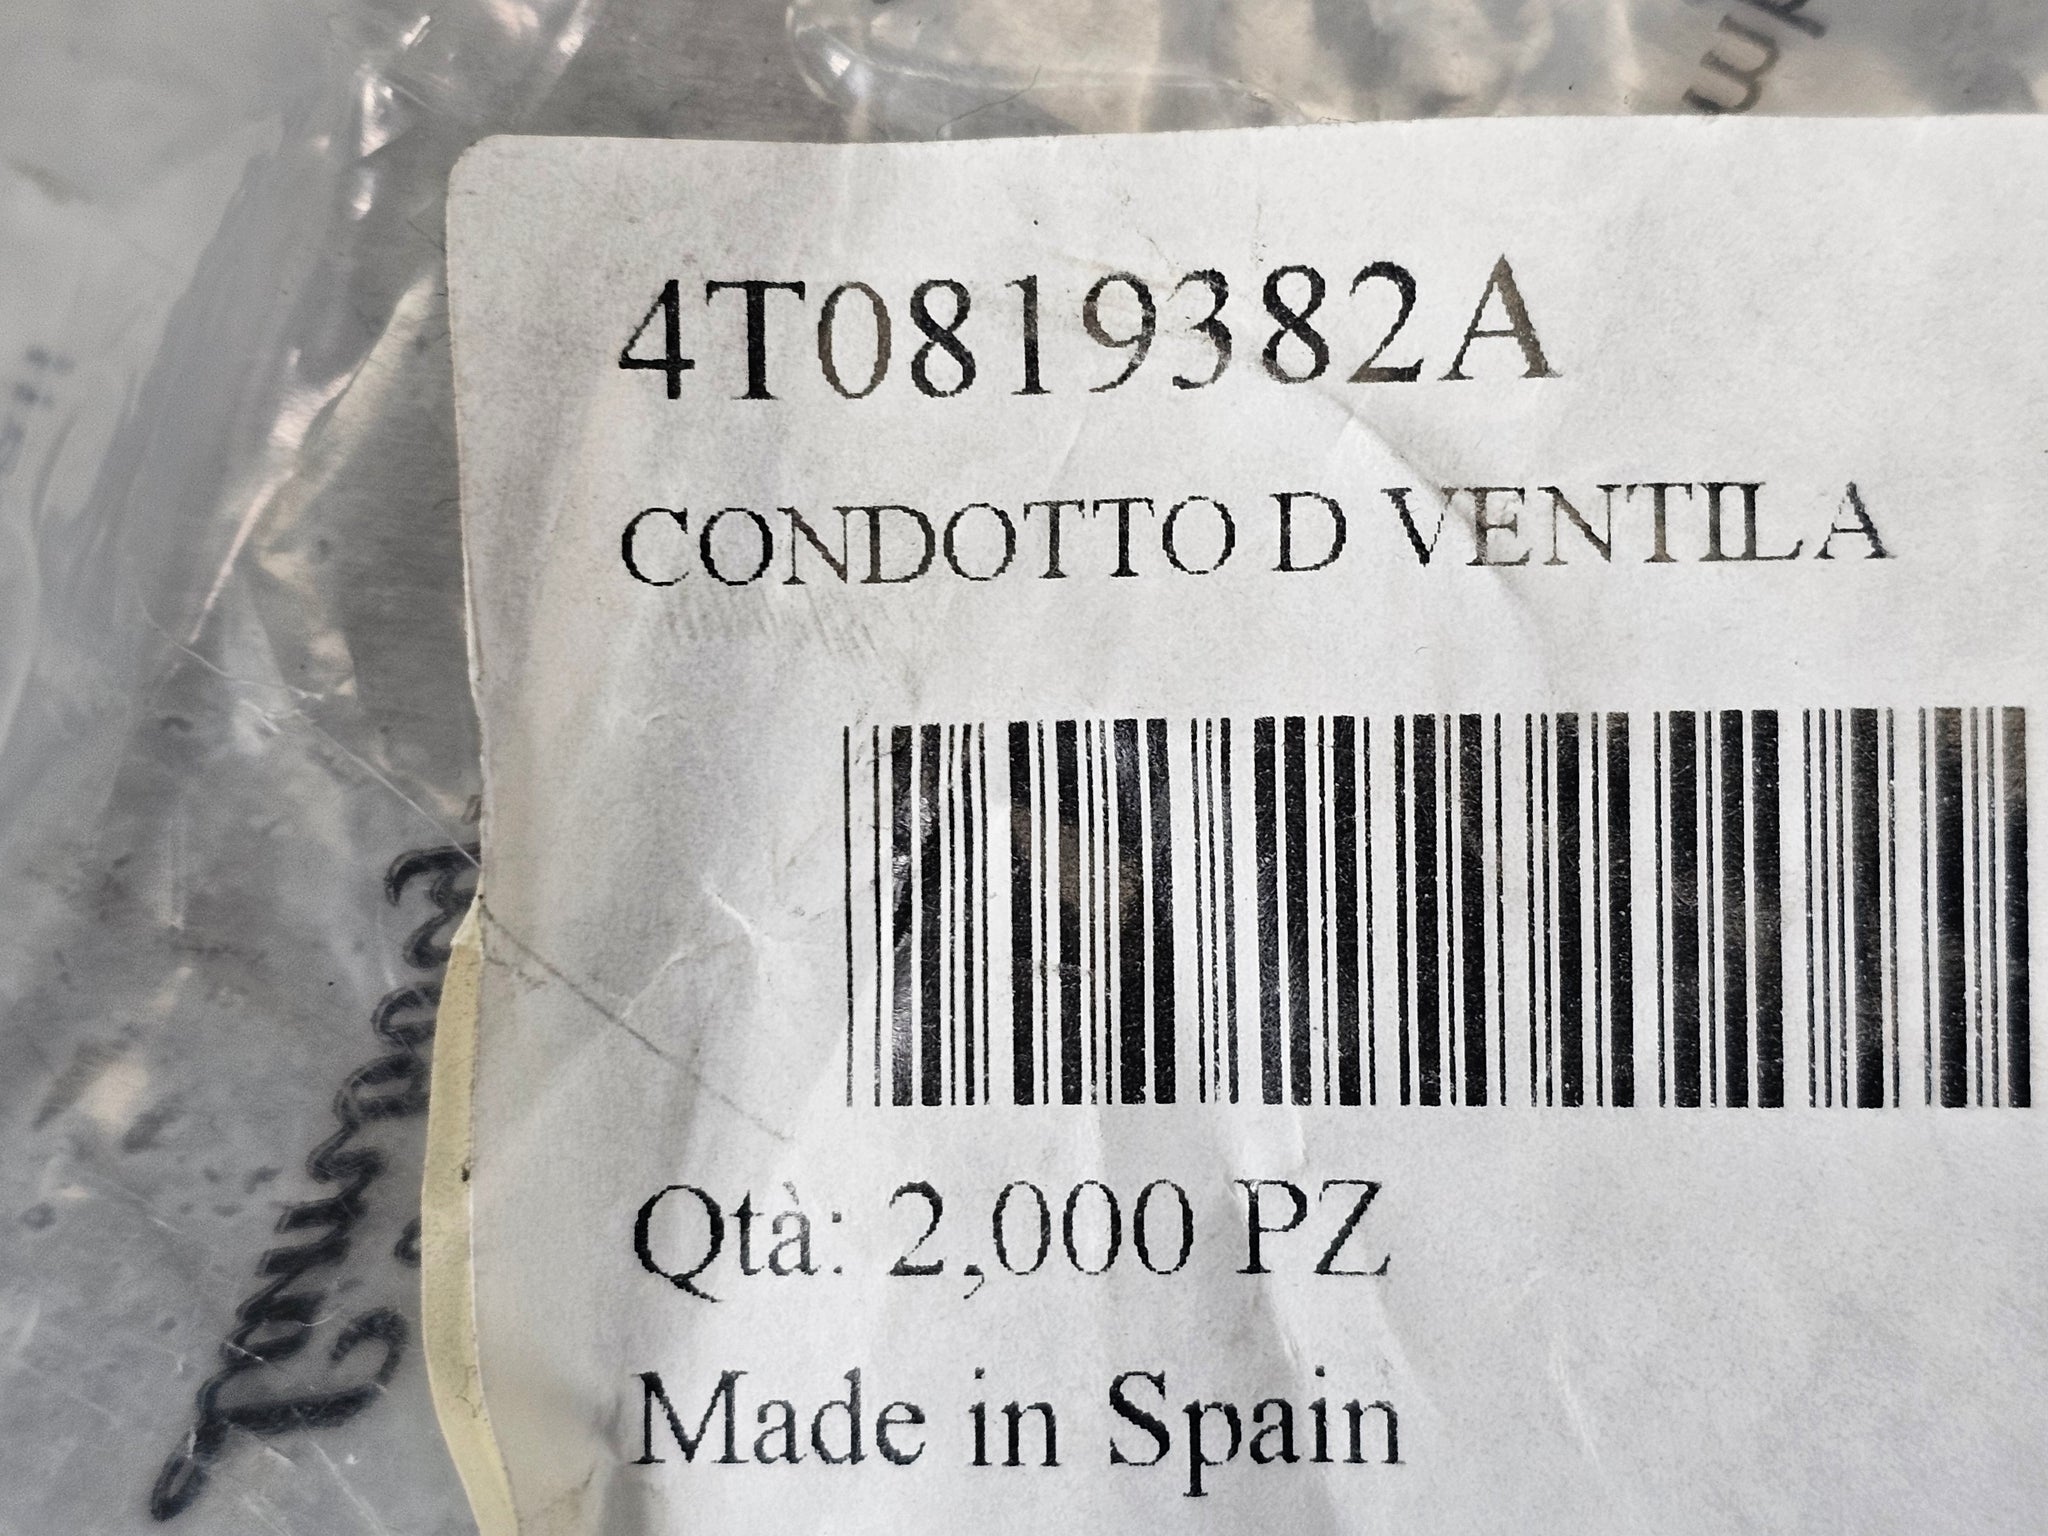 4T0819382A
CONDOTTO D VENTILA
Qtà: 2,000 PZ
Made in Spain